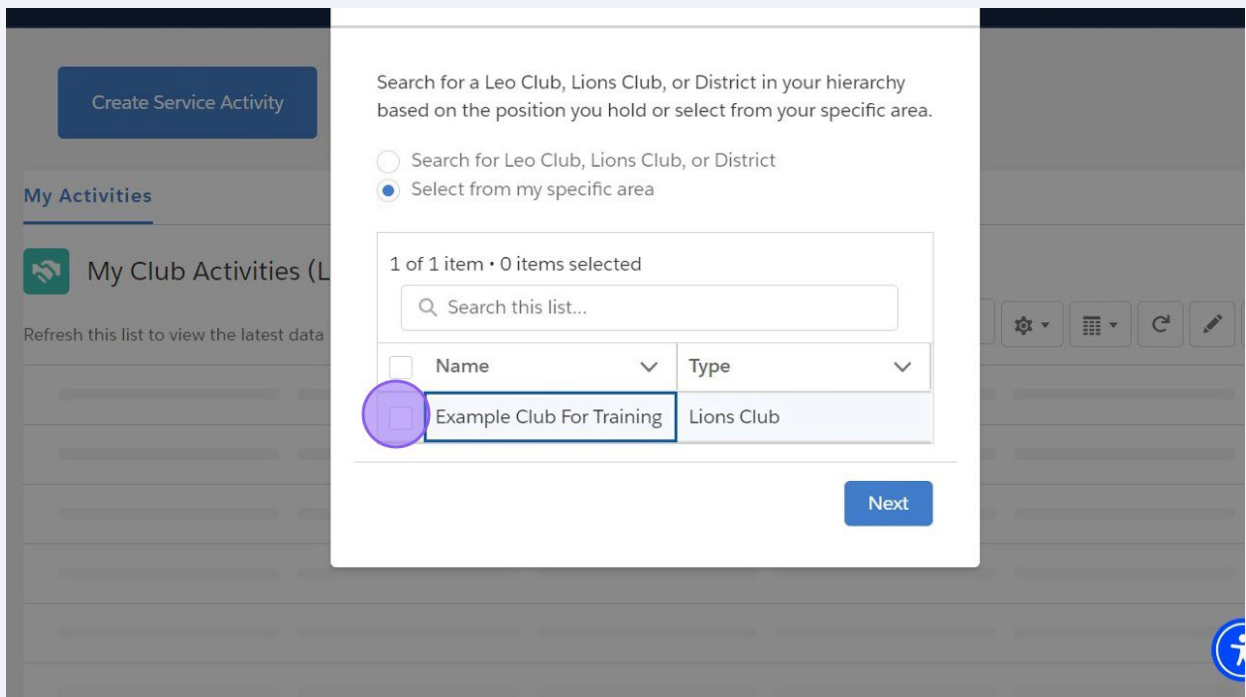 Search for a Leo Club, Lions Club, or District in your hierarchy
based on the position you hold or select from your specific area.
Create Service Activity
Search for Leo Club, Lions Club, or District
Select from my specific area
My Activities
1 of 1 item • 0 items selected
My Club Activities (L
Search this list...
Refresh this list to view the latest data
Name Type
Example Club For Training Lions Club
Next